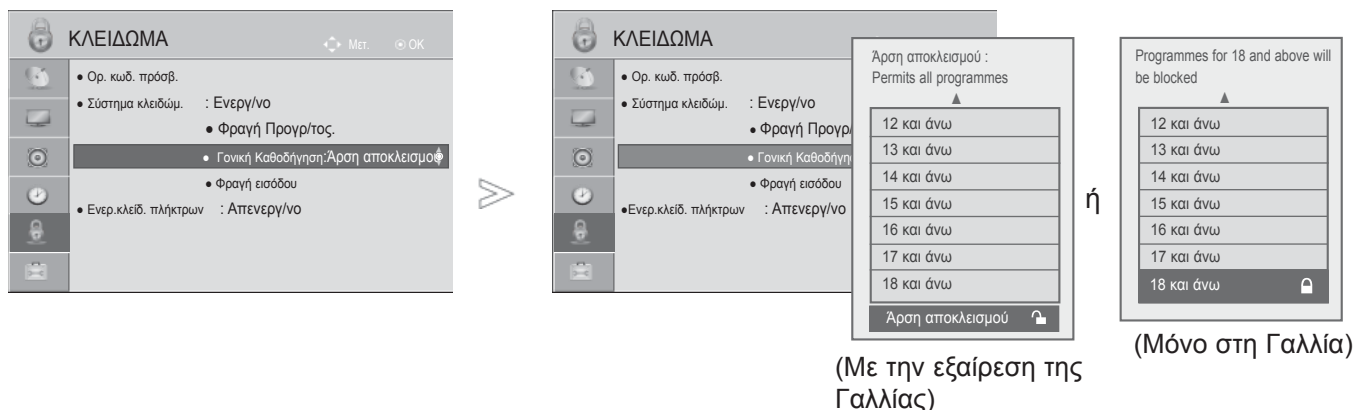 ΚΛΕΙΔΩΜΑ
Μετ. OK
• Ορ. κωδ. πρόσβ.
• Σύστημα κλειδώμ. : Ενεργ/νο
• Φραγή Προγρ/τος.
• Γονική Καθοδήγηση:Άρση αποκλεισμού
• Φραγή εισόδου
• Ενερ.κλείδ. πλήκτρων : Απενεργ/νο
ΚΛΕΙΔΩΜΑ
• Ορ. κωδ. πρόσβ.
• Σύστημα κλειδώμ. : Ενεργ/νο
• Φραγή Προγρ/
• Γονική Καθοδήγη
• Φραγή εισόδου
•Ενερ.κλείδ. πλήκτρων : Απενεργ/νο
Άρση αποκλεισμού :
Permits all programmes
12 και άνω
13 και άνω
14 και άνω
15 και άνω
16 και άνω
17 και άνω
18 και άνω
Άρση αποκλεισμού
(Με την εξαίρεση της
Γαλλίας)
ή
Programmes for 18 and above will
be blocked
12 και άνω
13 και άνω
14 και άνω
15 και άνω
16 και άνω
17 και άνω
18 και άνω
(Μόνο στη Γαλλία)